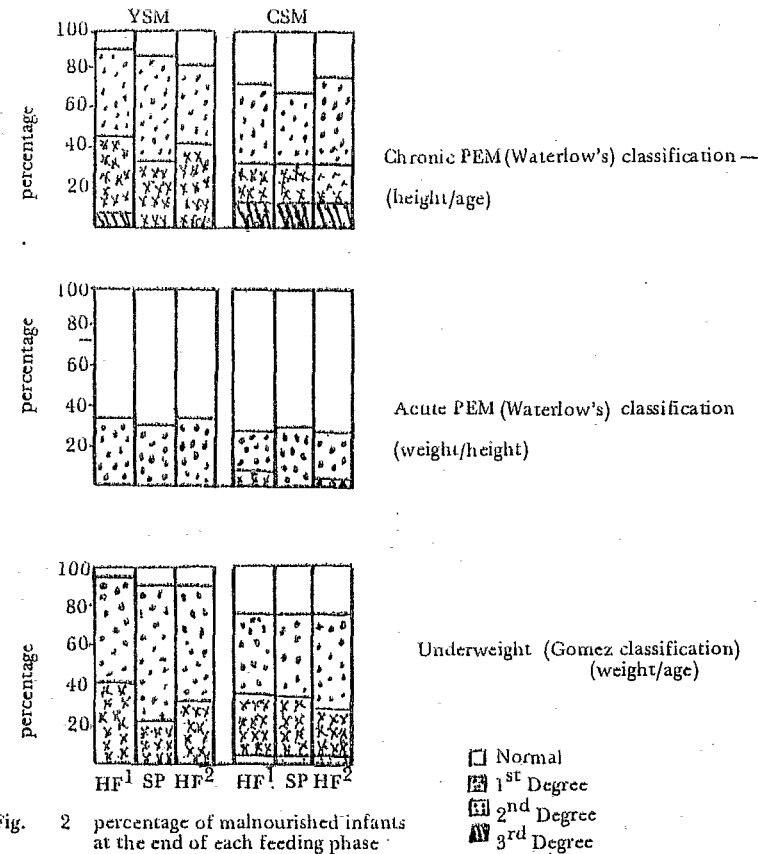 YSM CSM
100
80
60
40
20
percentage
Chronic PEM (Waterlow's) classification —
(height/age)
100
80
60
40
20
percentage
Acute PEM (Waterlow's) classification
(weight/height)
100
80
60
40
20
percentage
Underweight (Gomez classification)
(weight/age)
HF1 SP HF2 HF1 SP HF2
Normal
1st Degree
2nd Degree
3rd Degree
Fig. 2 percentage of malnourished infants
at the end of each feeding phase